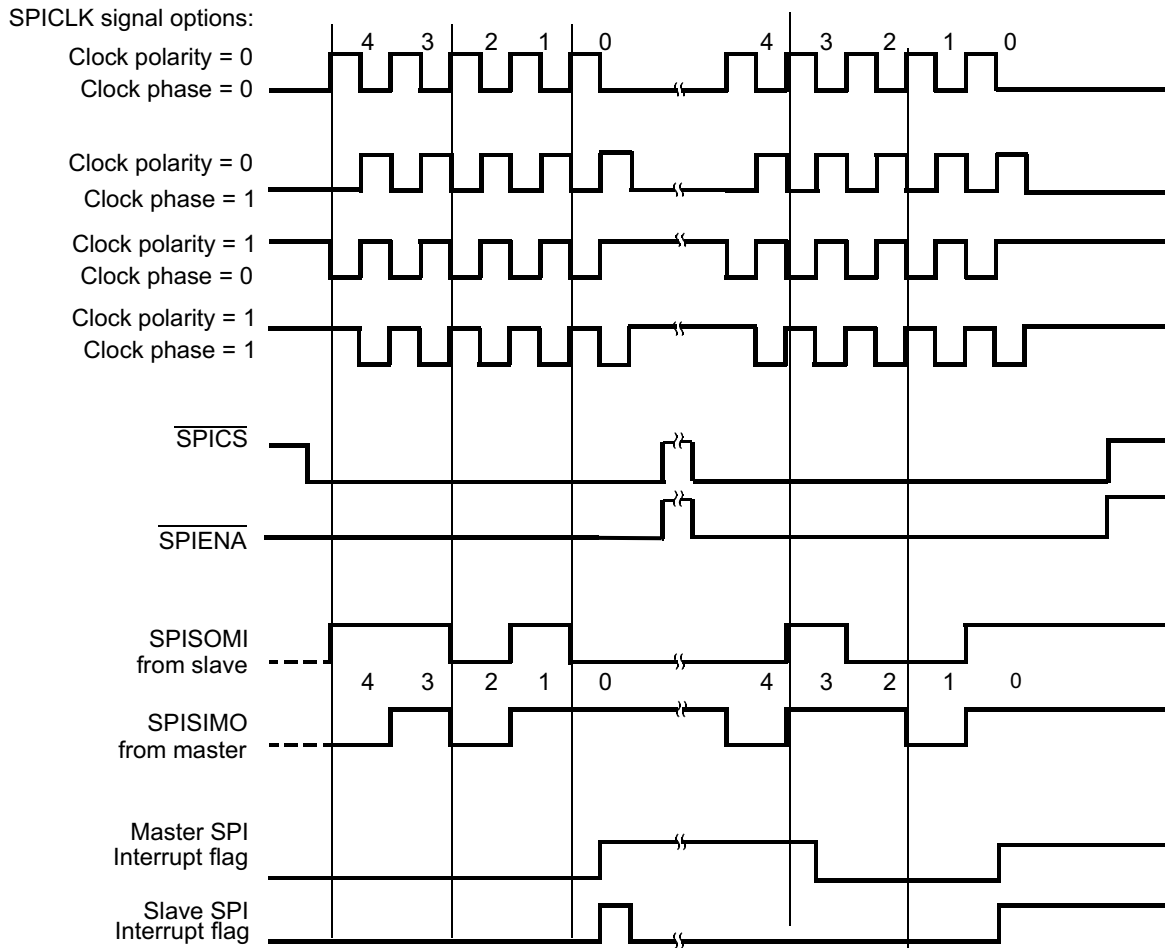 SPICLK signal options:
4 3 2 1 0 4 3 2 1 0
Clock polarity = 0
Clock phase = 0
Clock polarity = 0
Clock phase = 1
Clock polarity = 1
Clock phase = 0
Clock polarity = 1
Clock phase = 1
SPICS
SPIENA
SPISOMI
from slave
4 3 2 1 0 4 3 2 1 0
SPISIMO
from master
Master SPI
Interrupt flag
Slave SPI
Interrupt flag